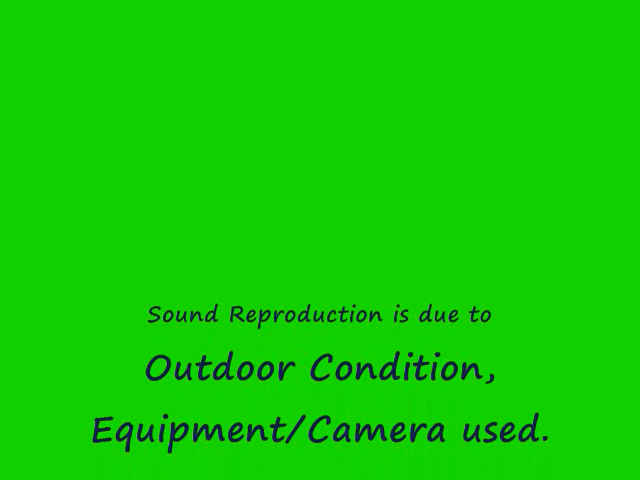 Sound Reproduction is due to
Outdoor Condition,
Equipment/Camera used.